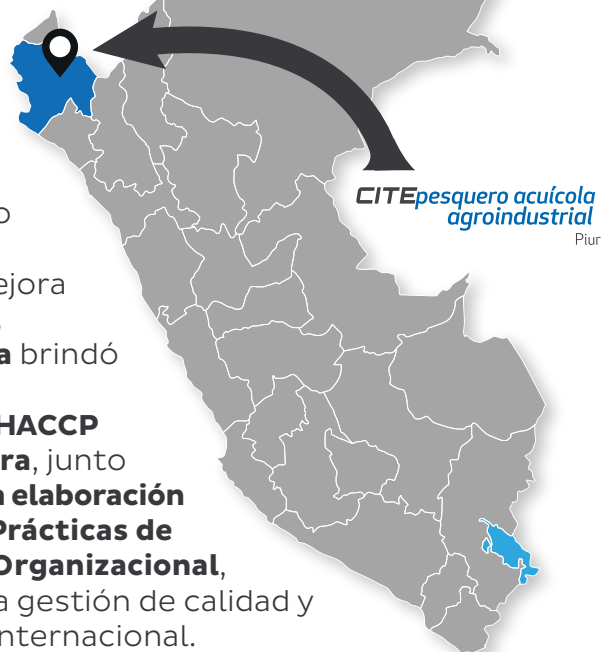 CITEpesquero acuícola
agroindustrial
Piur
o
ejora
a brindó
HACCP
ra, junto
a elaboración
Prácticas de
Organizacional,
a gestión de calidad y
nternacional.